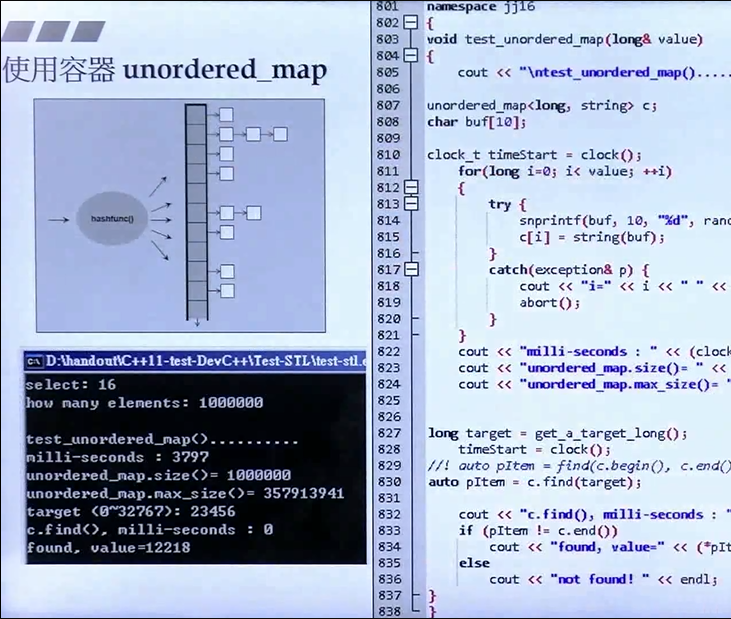 使用容器 unordered_map
hashfunc()
D:\handout\C++11-test-DevC++\Test-STL\test-stl.e
select: 16
how many elements: 1000000
test_unordered_map()..........
milli-seconds : 3797
unordered_map.size()= 1000000
unordered_map.max_size()= 357913941
target (0~32767): 23456
c.find(), milli-seconds : 0
found, value=12218
801 namespace jj16
802 {
803 void test_unordered_map(long& value)
804 {
805 cout << "\ntest_unordered_map().....
806
807 unordered_map<long, string> c;
808 char buf[10];
809
810 clock_t timeStart = clock();
811 for(long i=0; i< value; ++i)
812 {
813 try {
814 snprintf(buf, 10, "%d", rand
815 c[i] = string(buf);
816 }
817 catch(exception& p) {
818 cout << "i=" << i << " " <<
819 abort();
820 }
821 }
822 cout << "milli-seconds : " << (clock
823 cout << "unordered_map.size()= " <<
824 cout << "unordered_map.max_size()= "
825
826
827 long target = get_a_target_long();
828 timeStart = clock();
829 //! auto pItem = find(c.begin(), c.end()
830 auto pItem = c.find(target);
831
832 cout << "c.find(), milli-seconds : "
833 if (pItem != c.end())
834 cout << "found, value=" << (*pIt
835 else
836 cout << "not found! " << endl;
837 }
838 }